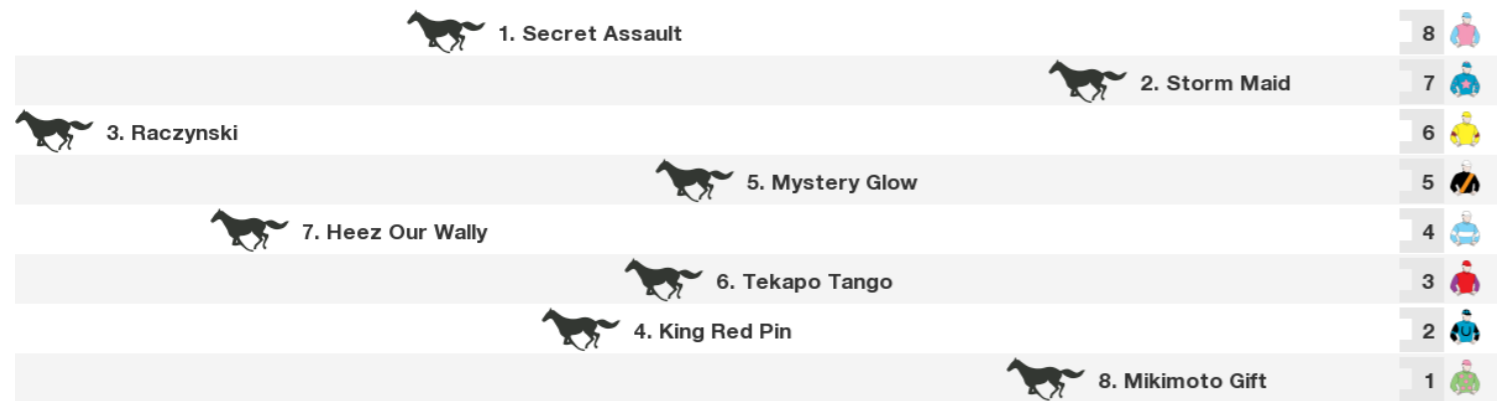 1. Secret Assault 8
2. Storm Maid 7
3. Raczynski 6
5. Mystery Glow 5
7. Heez Our Wally 4
6. Tekapo Tango 3
4. King Red Pin 2
8. Mikimoto Gift 1